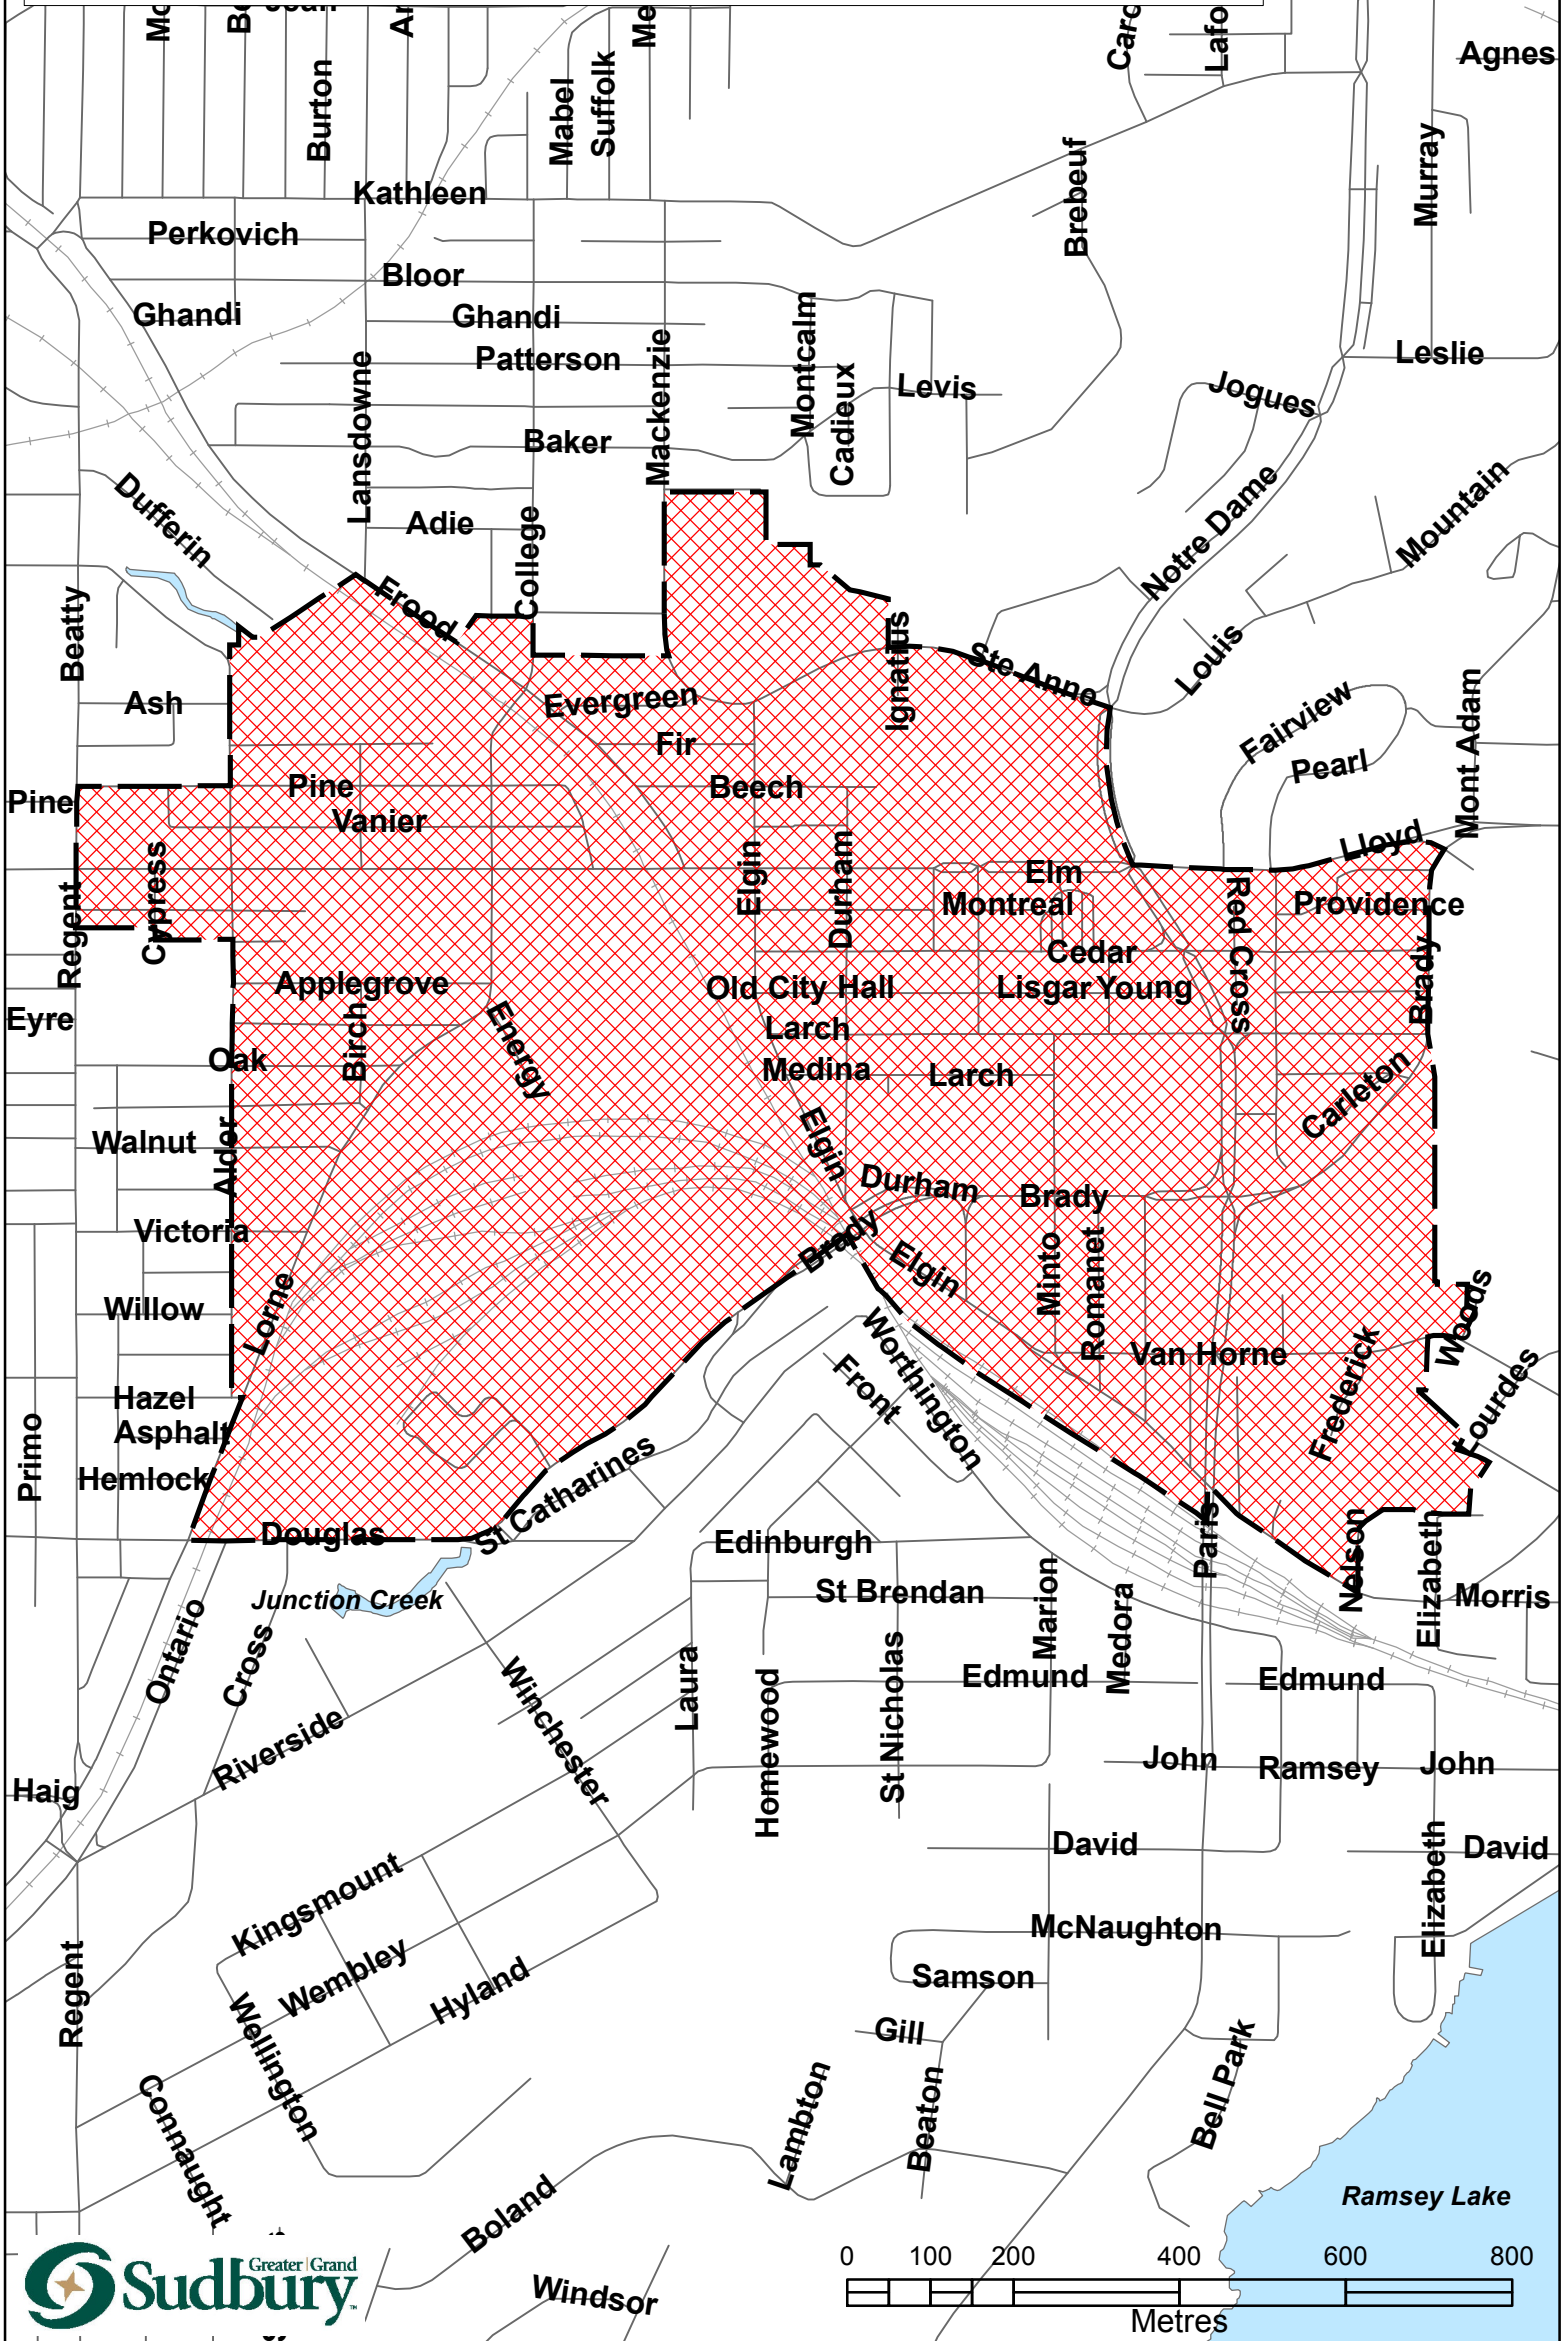 Burton
Mabel
Suffolk
Agnes
Murray
Brebeuf
Kathleen
Perkovich
Bloor
Ghandi
Ghandi
Patterson
Mackenzie
Montcalm
Cadieux
Levis
Leslie
Jogues
Lansdowne
Baker
Dufferin
Adie
College
Notre Dame
Mountain
Frood
Beatty
Ignatius
Ste Anne
Louis
Ash
Evergreen
Fairview
Mont Adam
Fir
Pearl
Pine
Pine
Beech
Vanier
Lloyd
Elgin
Durham
Cypress
Elm
Montreal
Red Cross
Providence
Regent
Cedar
Brady
Applegrove
Old City Hall
Lisgar
Young
Eyre
Birch
Energy
Larch
Oak
Medina
Larch
Carleton
Walnut
Alder
Elgin
Durham
Brady
Victoria
Brady
Elgin
Minto
Romanet
Willow
Lorne
Woods
Worthington
Van Horne
Frederick
Front
Lourdes
Hazel
Asphalt
Primo
Hemlock
St Catharines
Douglas
Edinburgh
Paris
Nelson
Elizabeth
Junction Creek
St Brendan
Marion
Medora
Morris
Ontario
Cross
Laura
Homewood
St Nicholas
Edmund
Edmund
Winchester
Riverside
John
Ramsey
John
Haig
David
Elizabeth
David
Kingsmount
McNaughton
Wembley
Hyland
Samson
Regent
Wellington
Gill
Bell Park
Connaught
Lambton
Beaton
Boland
Ramsey Lake
Greater | Grand
Sudbury
TM
Windsor
0 100 200 400 600 800
Metres